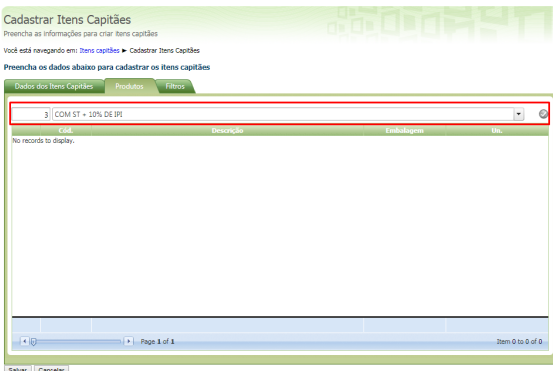 Cadastrar Itens Capitães
Preencha as informações para criar itens capitães
Você está navegando em: Itens capitães ► Cadastrar Itens Capitães
Preencha os dados abaixo para cadastrar os itens capitães
Dados dos Itens Capitães Produtos Filtros
3 COM ST + 10% DE IPI
Cód. Descrição Embalagem Un.
No records to display.
Page 1 of 1 Item 0 to 0 of 0
Salvar Cancelar